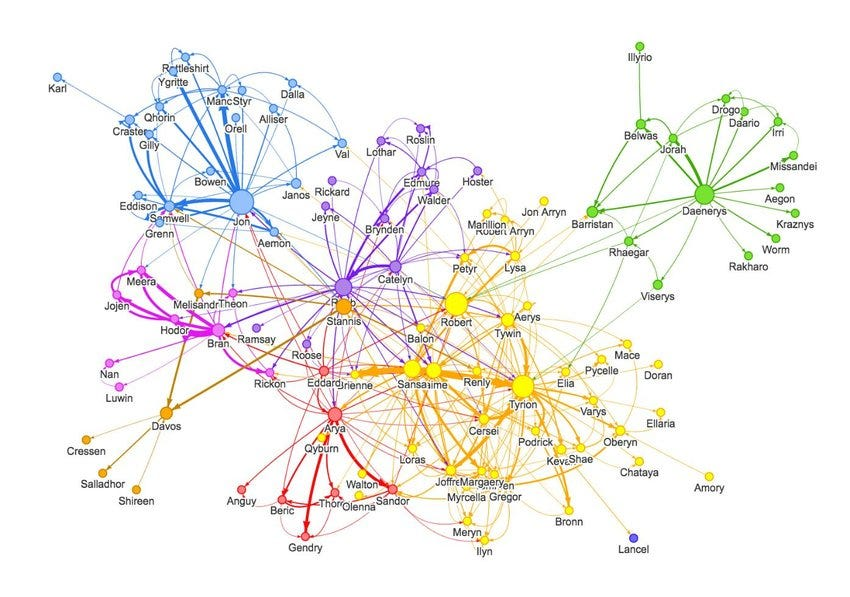 Illyrio
Karl
Rattleshirt
Ygritte
Dalla
Styr
Qhorin
Alliser
Orell
Craster
Gilly
Val
Bowen
Janos
Eddison
Samwell
Jon
Grenn
Aemon
Roslin
Lothar
Edmure
Hoster
Walder
Rickard
Jeyne
Brynden
Catelyn
Jon Arryn
Marillion
Robert Arryn
Petyr
Lysa
Drogo
Daario
Irri
Belwas
Jorah
Missandei
Daenerys
Aegon
Kraznys
Barristan
Worm
Rhaegar
Rakharo
Viserys
Meera
Jojen
Theon
Hodor
Bran
Ramsay
Stannis
Robert
Aerys
Tywin
Balon
Roose
Nan
Luwin
Rickon
Eddard
Sansa
Renly
Elia
Pycelle
Mace
Doran
Tyrion
Varys
Davos
Cressen
Salladhor
Shireen
Arya
Qyburn
Cersei
Podrick
Oberyn
Ellaria
Loras
Shae
Chataya
Amory
Walton
Olenna
Sandor
Margaery
Myrcella
Gregor
Anguy
Beric
Gendry
Meryn
Ilyn
Bronn
Lancel